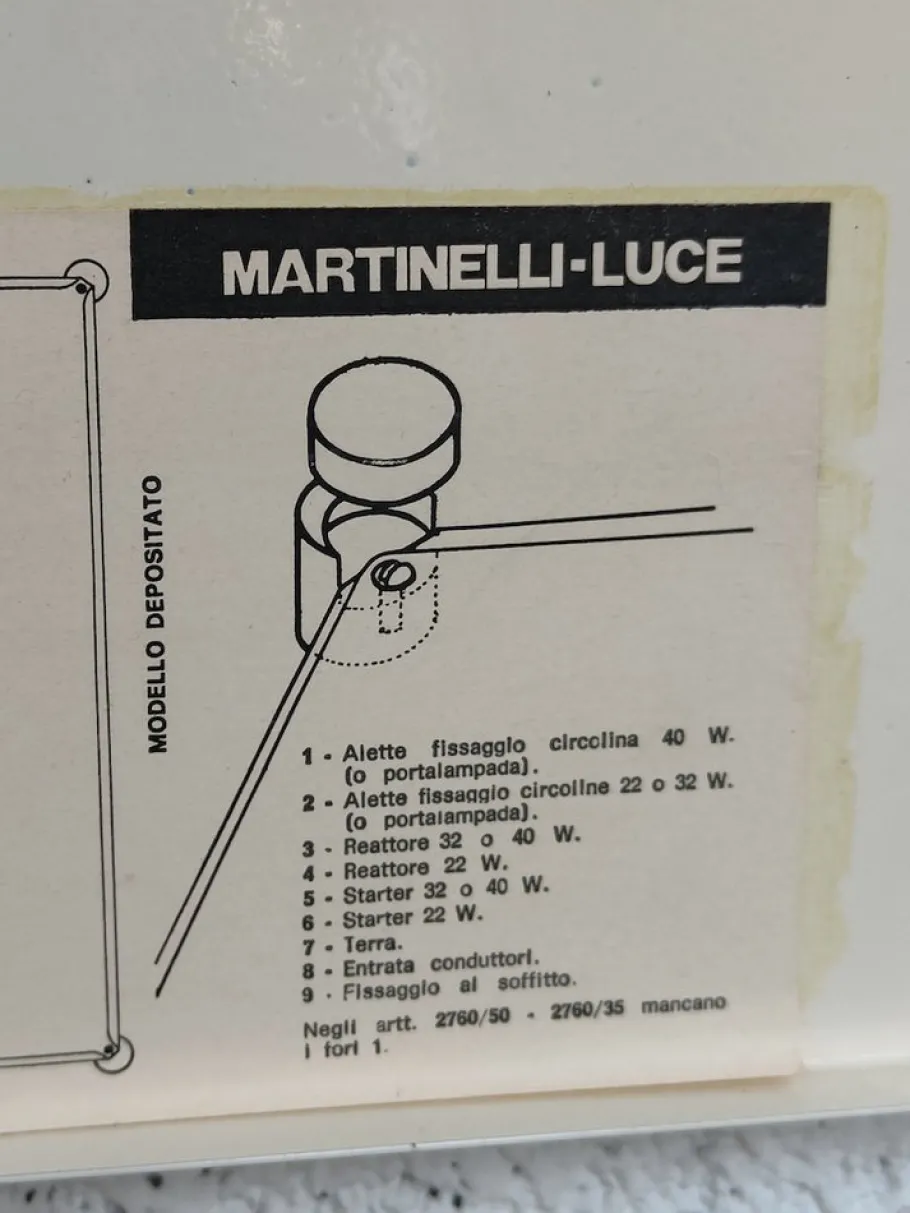 MARTINELLI-LUCE
MODELLO DEPOSITATO
1 - Alette fissaggio circolina 40 W.
(o portalampada).
2 - Alette fissaggio circoline 22 o 32 W.
(o portalampada).
3 - Reattore 32 o 40 W.
4 - Reattore 22 W.
5 - Starter 32 o 40 W.
6 - Starter 22 W.
7 - Terra.
8 - Entrata conduttori.
9 - Fissaggio al soffitto.
Negli artt. 2760/50 - 2760/35 mancano
i fori 1.